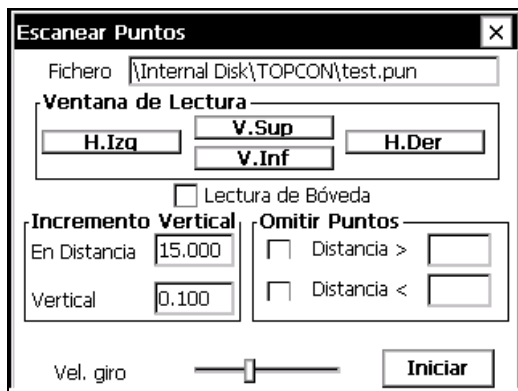 Escanear Puntos
Fichero \Internal Disk\TOPCON\test.pun
Ventana de Lectura
H.Izq V.Sup H.Der
V.Inf
Lectura de Bóveda
Incremento Vertical Omitir Puntos
En Distancia 15.000 Distancia >
Vertical 0.100 Distancia <
Vel. giro Iniciar